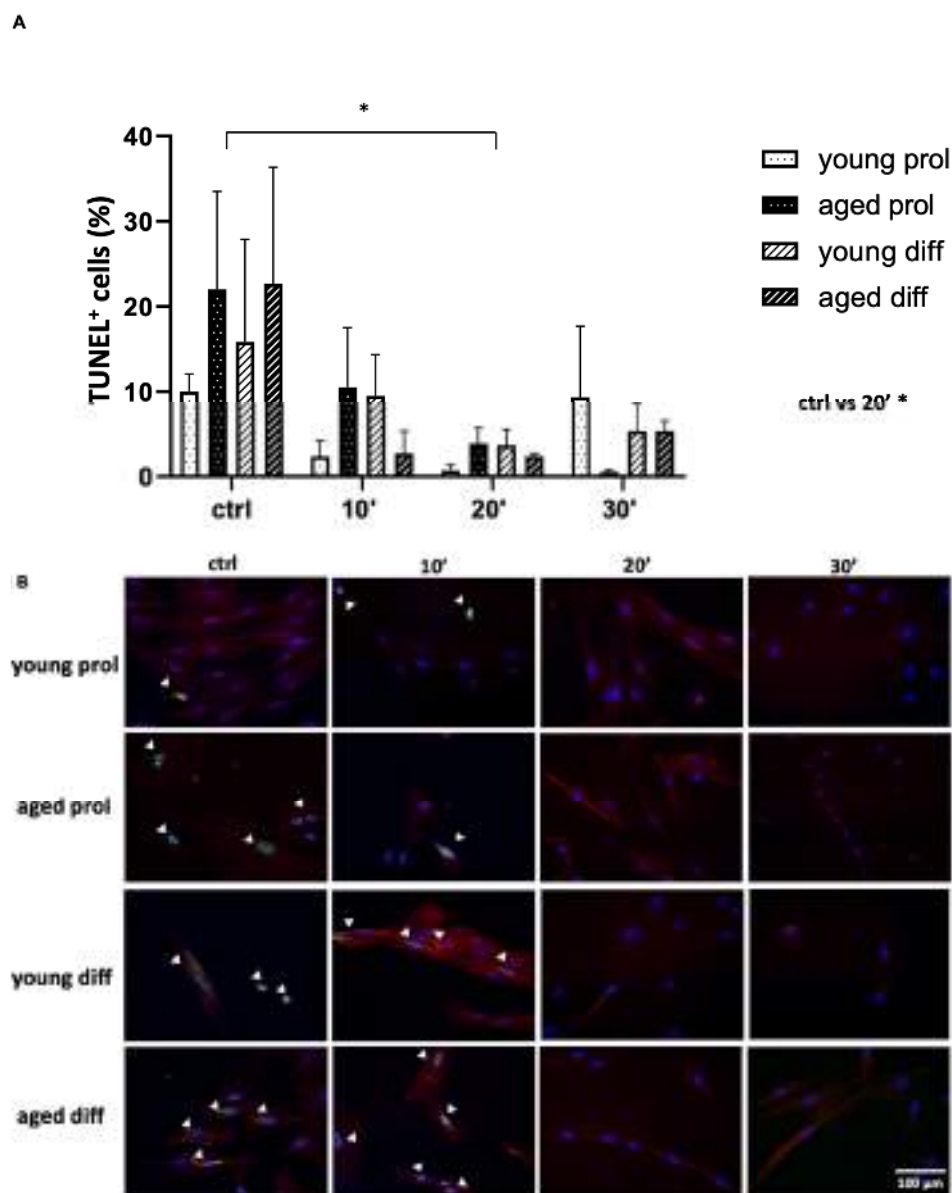 A
*
40
30
20
10
0
TUNEL⁺ cells (%)
ctrl 10' 20' 30'
young prol
aged prol
young diff
aged diff
ctrl vs 20' *
B
ctrl 10' 20' 30'
young prol
aged prol
young diff
aged diff
100 µm